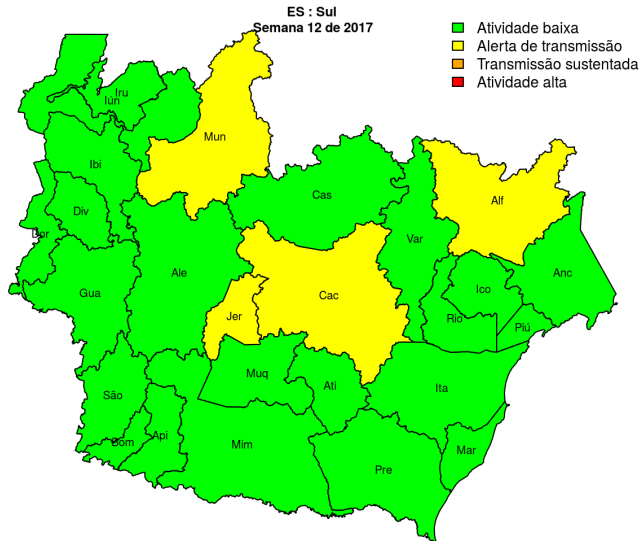 ES : Sul
Semana 12 de 2017
Atividade baixa
Alerta de transmissão
Transmissão sustentada
Atividade alta
Iru
Iún
Mun
Ibi
Cas
Alf
Div
Dor
Var
Ale
Anc
Gua
Cac
Ico
Jer
Rio
Piú
Muq
Ati
Ita
São
Bom
Api
Mim
Mar
Pre